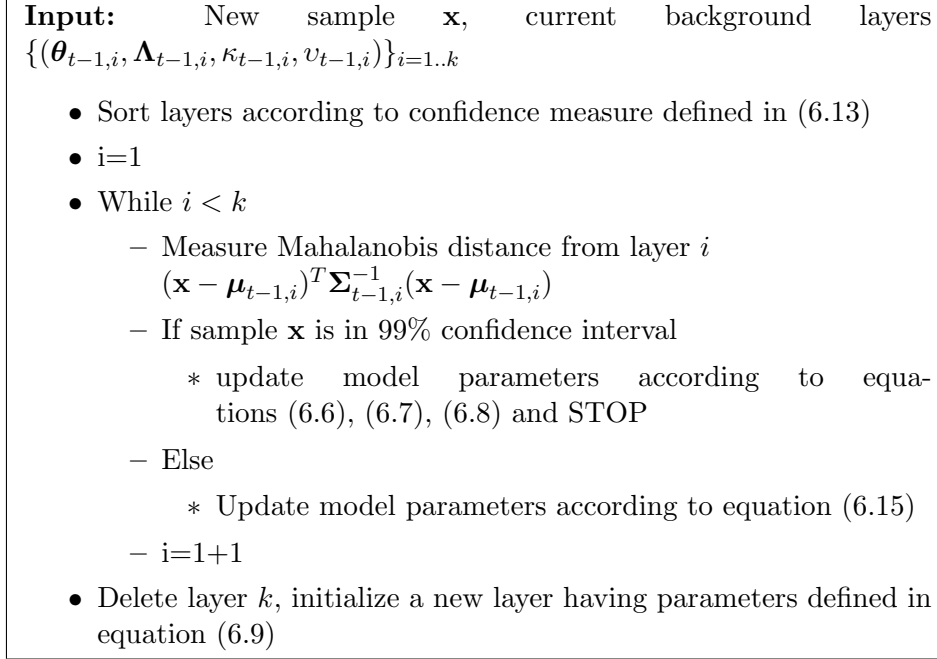 Input: New sample x, current background layers
{(θ_{t−1,i}, Λ_{t−1,i}, κ_{t−1,i}, υ_{t−1,i})}_{i=1..k}
• Sort layers according to confidence measure defined in (6.13)
• i=1
• While i < k
– Measure Mahalanobis distance from layer i
(x − μ_{t−1,i})^T Σ^{−1}_{t−1,i}(x − μ_{t−1,i})
– If sample x is in 99% confidence interval
∗ update model parameters according to equa-
tions (6.6), (6.7), (6.8) and STOP
– Else
∗ Update model parameters according to equation (6.15)
– i=1+1
• Delete layer k, initialize a new layer having parameters defined in
equation (6.9)